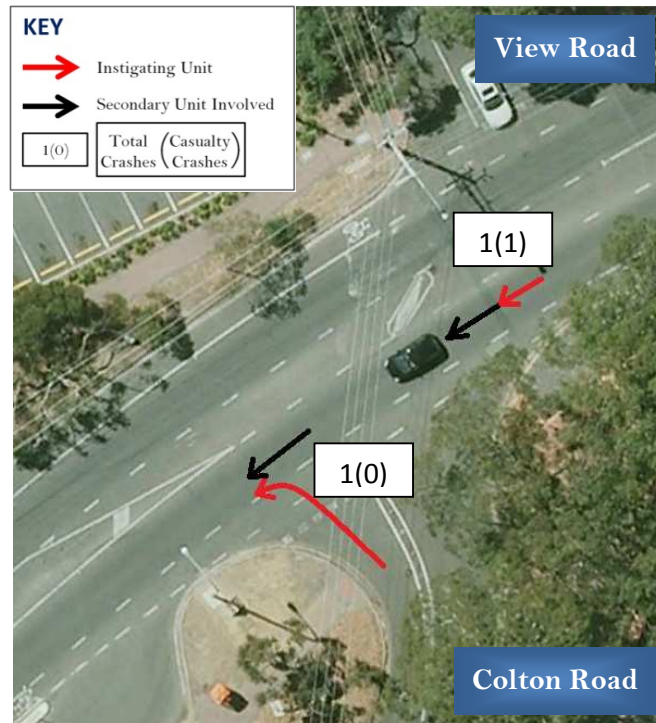 KEY
Instigating Unit
Secondary Unit Involved
1(0)
Total Crashes (Casualty Crashes)
View Road
1(1)
1(0)
Colton Road